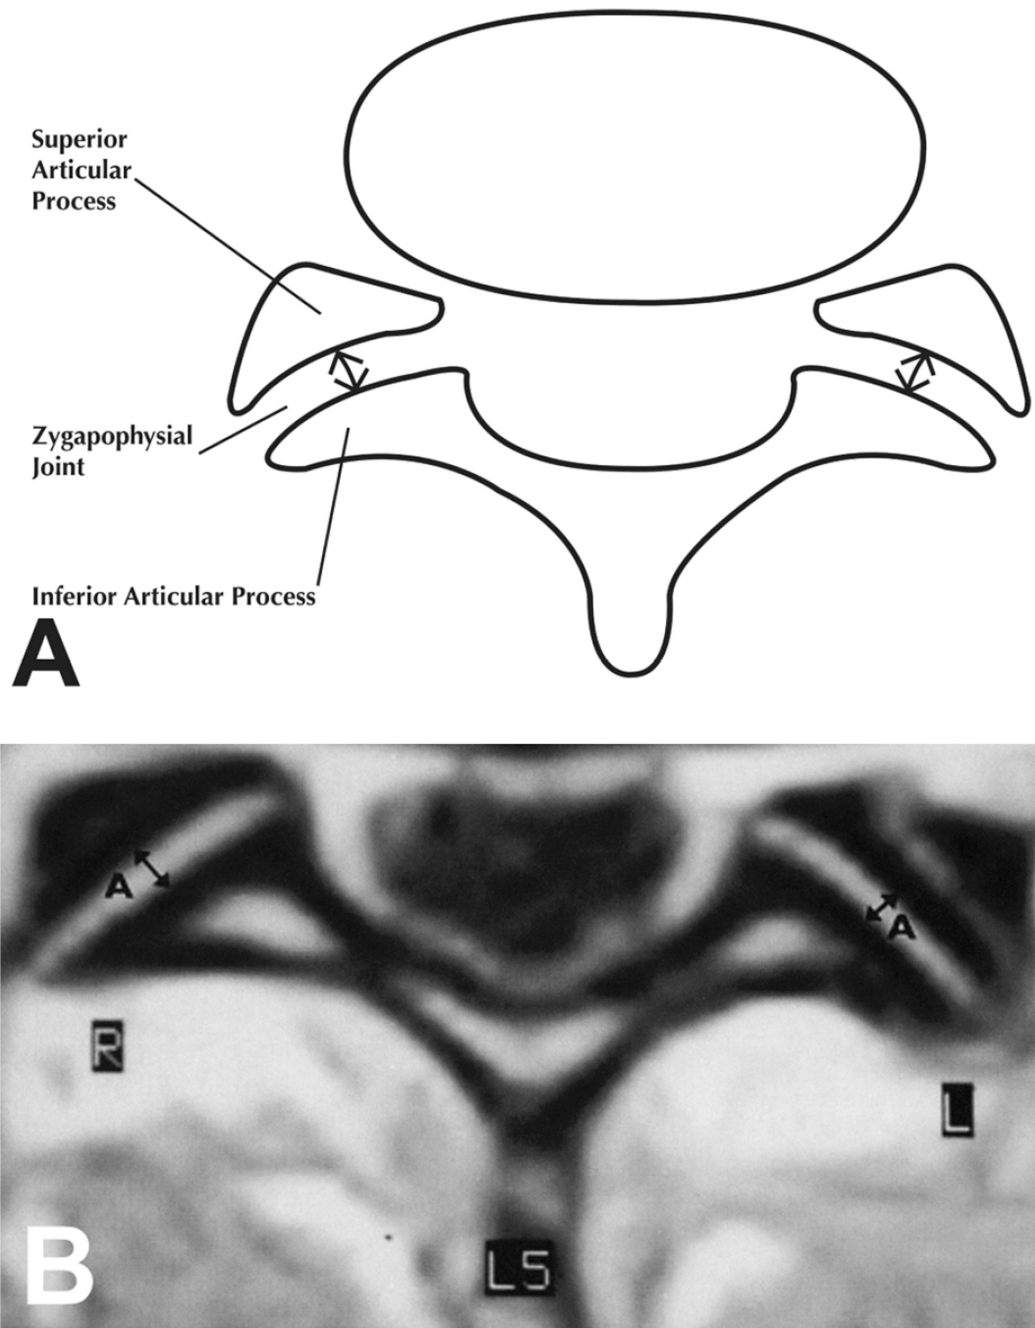 Superior
Articular
Process
Zygapophysial
Joint
Inferior Articular Process
A
A
A
R
L
B
L5